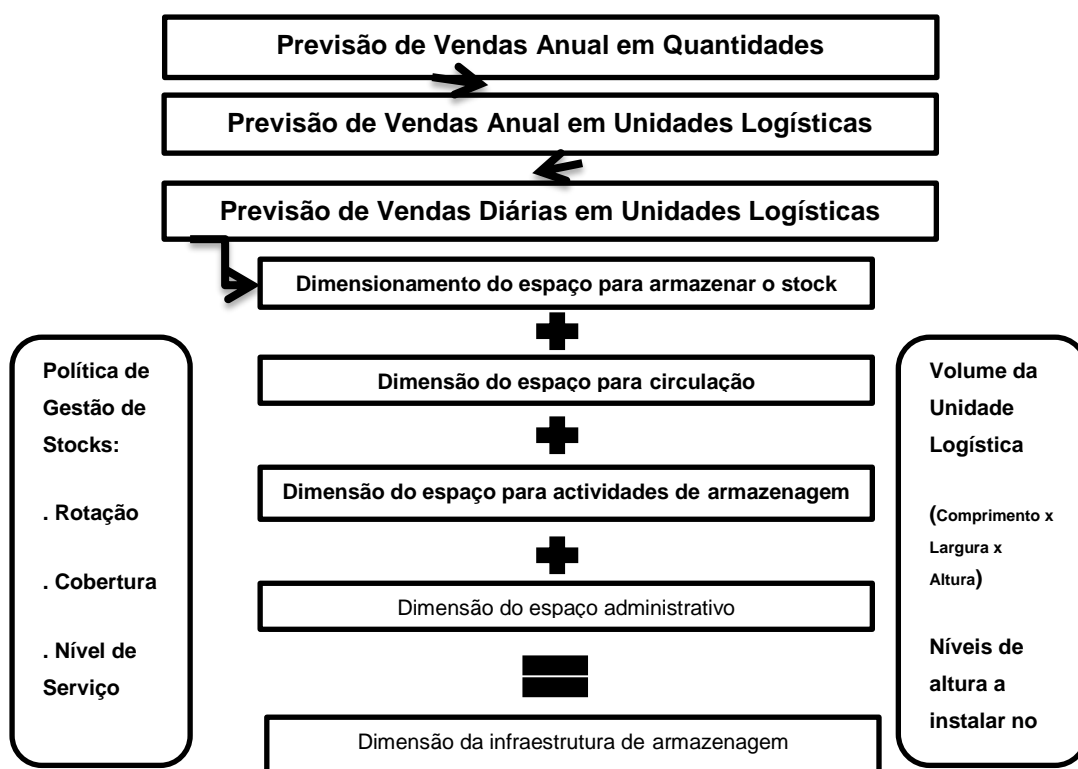 Previsão de Vendas Anual em Quantidades
Previsão de Vendas Anual em Unidades Logísticas
Previsão de Vendas Diárias em Unidades Logísticas
Dimensionamento do espaço para armazenar o stock
Dimensão do espaço para circulação
Dimensão do espaço para actividades de armazenagem
Dimensão do espaço administrativo
Dimensão da infraestrutura de armazenagem
Política de
Gestão de
Stocks:
. Rotação
. Cobertura
. Nível de
Serviço
Volume da
Unidade
Logística
(Comprimento x
Largura x
Altura)
Níveis de
altura a
instalar no